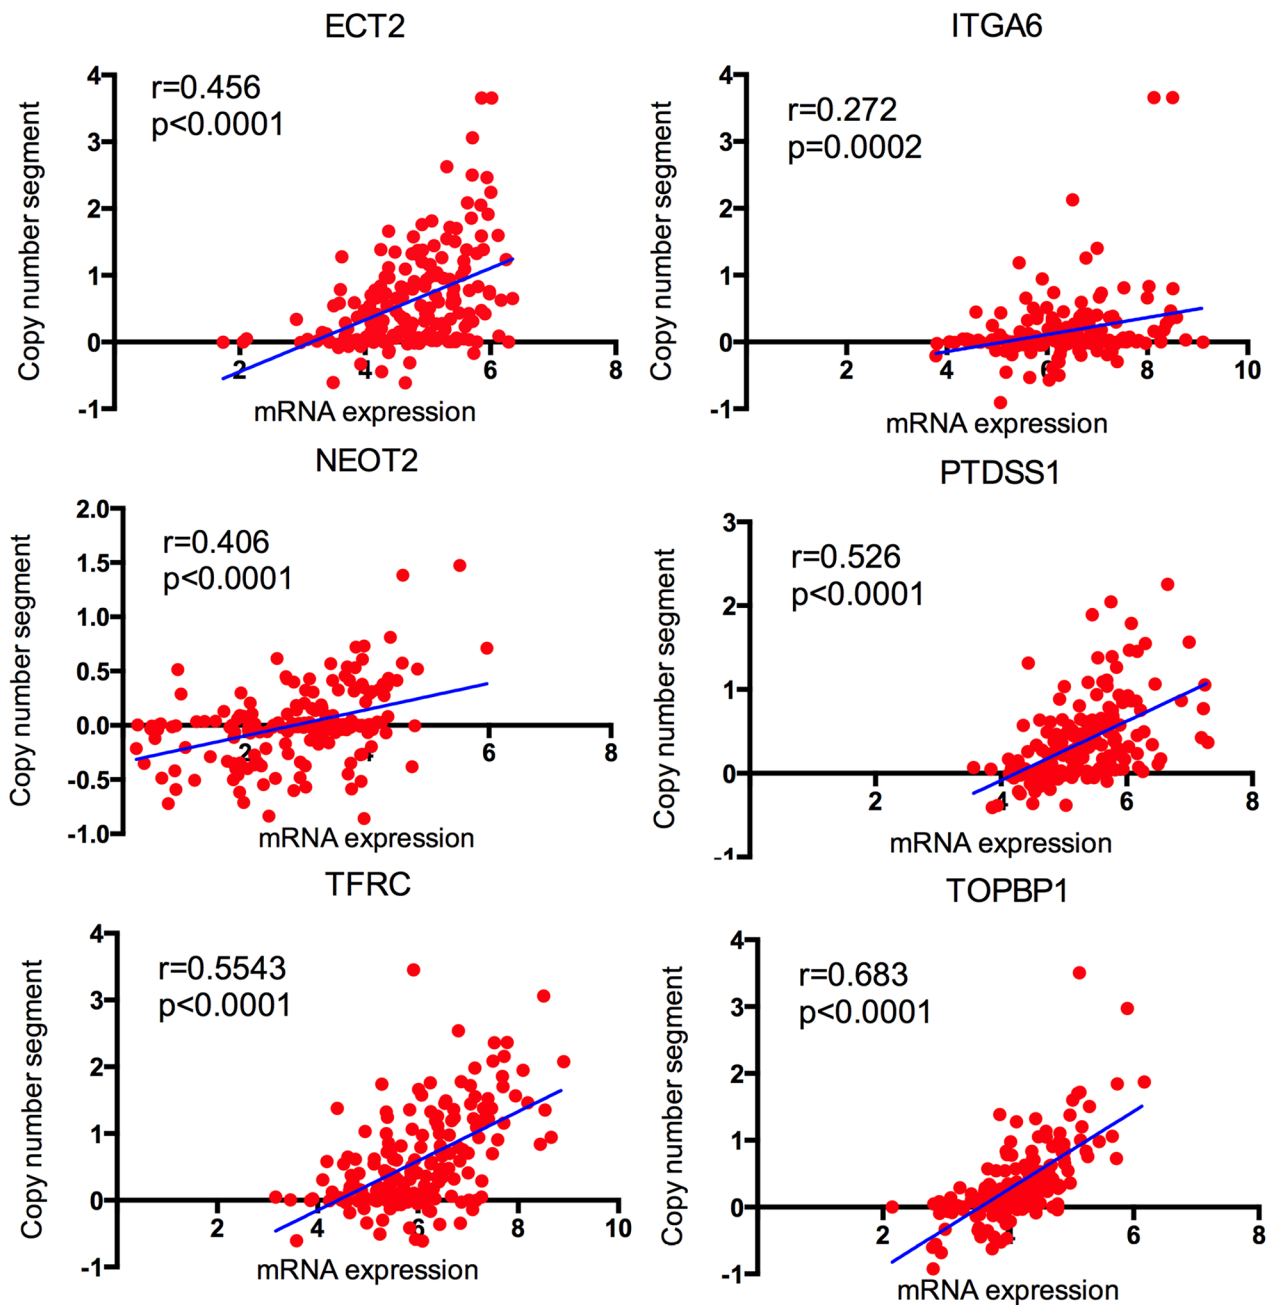 ECT2
r=0.456
p<0.0001
Copy number segment
4
3
2
1
0
-1
2
4
6
8
mRNA expression
ITGA6
r=0.272
p=0.0002
Copy number segment
4
3
2
1
0
-1
2
4
6
8
10
mRNA expression
NEOT2
r=0.406
p<0.0001
Copy number segment
2.0
1.5
1.0
0.5
0.0
-0.5
-1.0
2
4
6
8
mRNA expression
PTDSS1
r=0.526
p<0.0001
Copy number segment
3
2
1
0
-1
2
4
6
8
mRNA expression
TFRC
r=0.5543
p<0.0001
Copy number segment
4
3
2
1
0
-1
2
4
6
8
10
mRNA expression
TOPBP1
r=0.683
p<0.0001
Copy number segment
4
3
2
1
0
-1
2
4
6
8
mRNA expression